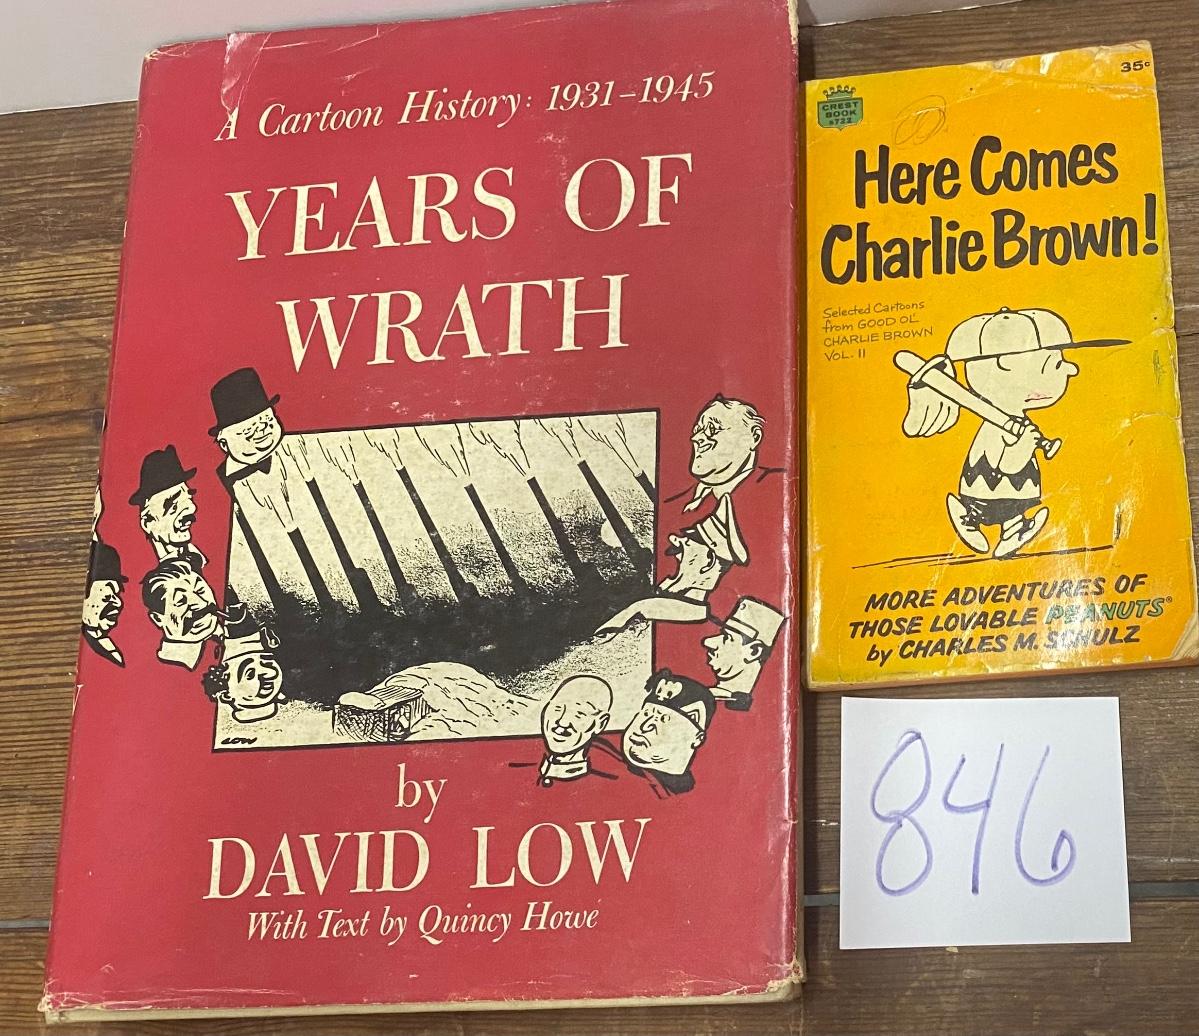 A Cartoon History: 1931-1945
YEARS OF
WRATH
LOW
by
DAVID LOW
With Text by Quincy Howe
35¢
CREST
BOOK
s722
Here Comes
Charlie Brown!
Selected Cartoons
from GOOD OL'
CHARLIE BROWN
VOL. II
MORE ADVENTURES OF
THOSE LOVABLE PEANUTS®
by CHARLES M. SCHULZ
846